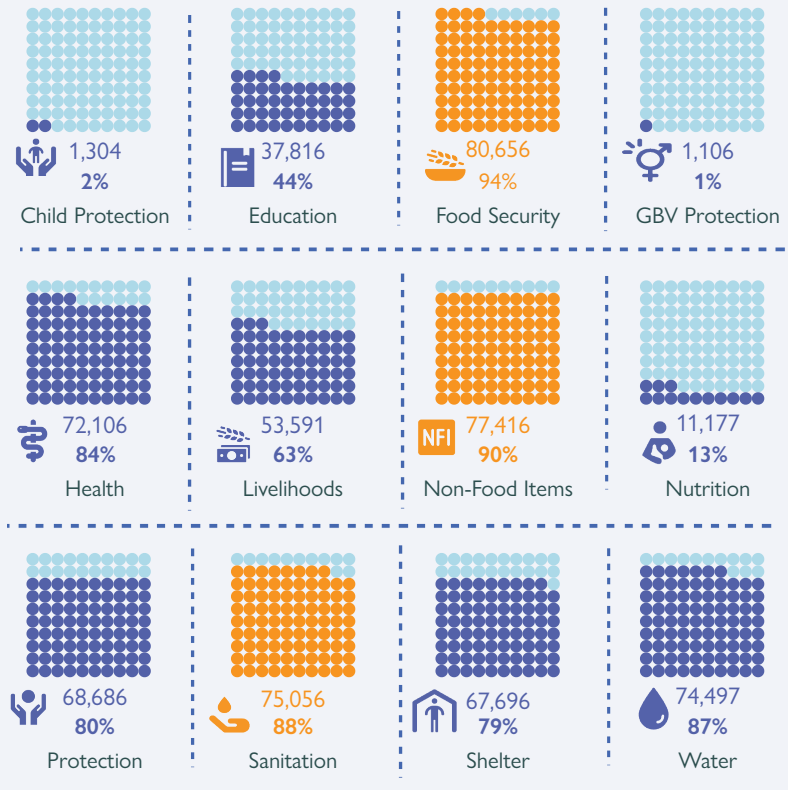 1,304
2%
Child Protection
37,816
44%
Education
80,656
94%
Food Security
1,106
1%
GBV Protection
72,106
84%
Health
53,591
63%
Livelihoods
NFI
77,416
90%
Non-Food Items
11,177
13%
Nutrition
68,686
80%
Protection
75,056
88%
Sanitation
67,696
79%
Shelter
74,497
87%
Water